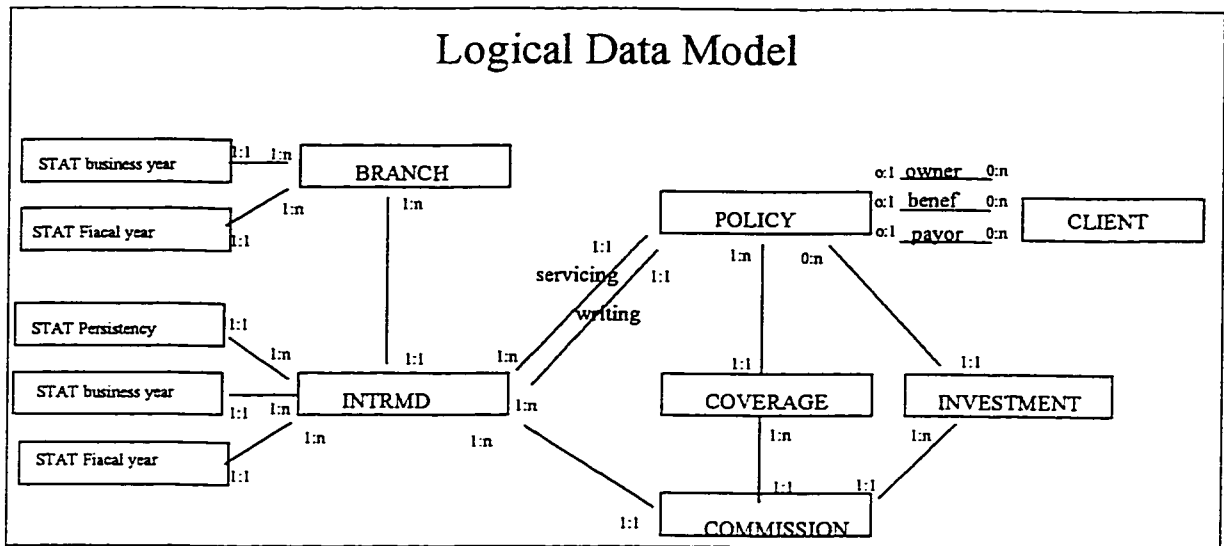 Logical Data Model
STAT business year
1:1
1:n
BRANCH
STAT Fiacal year
1:1
1:n
1:n
o:1 owner 0:n
o:1 benef 0:n
o:1 payor 0:n
POLICY
CLIENT
1:1
servicing
1:1
writing
1:n
0:n
STAT Persistency
1:1
1:n
1:1
1:n
1:1
1:1
STAT business year
1:1
1:n
INTRMD
1:n
COVERAGE
INVESTMENT
STAT Fiacal year
1:1
1:n
1:n
1:n
1:n
1:1
1:1
1:1
COMMISSION